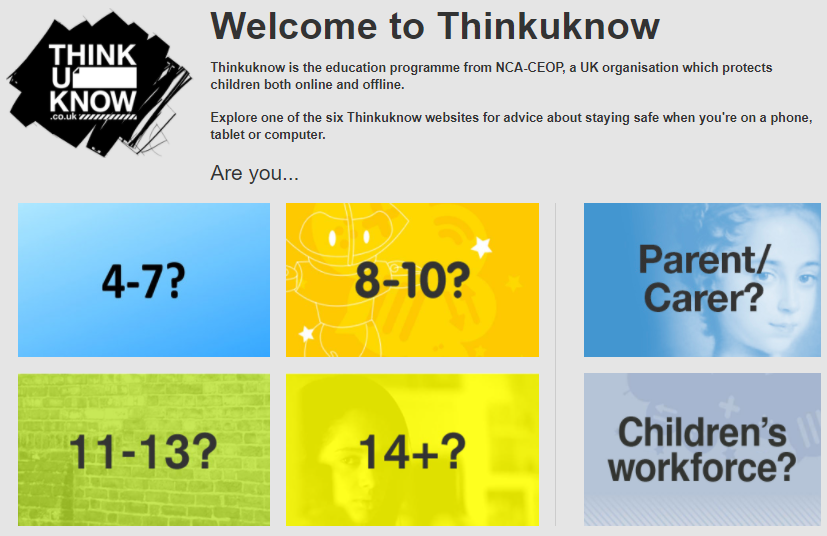 THINK
U
KNOW
.co.uk
Welcome to Thinkuknow
Thinkuknow is the education programme from NCA-CEOP, a UK organisation which protects
children both online and offline.
Explore one of the six Thinkuknow websites for advice about staying safe when you're on a phone,
tablet or computer.
Are you...
4-7?
8-10?
Parent/
Carer?
11-13?
14+?
Children's
workforce?